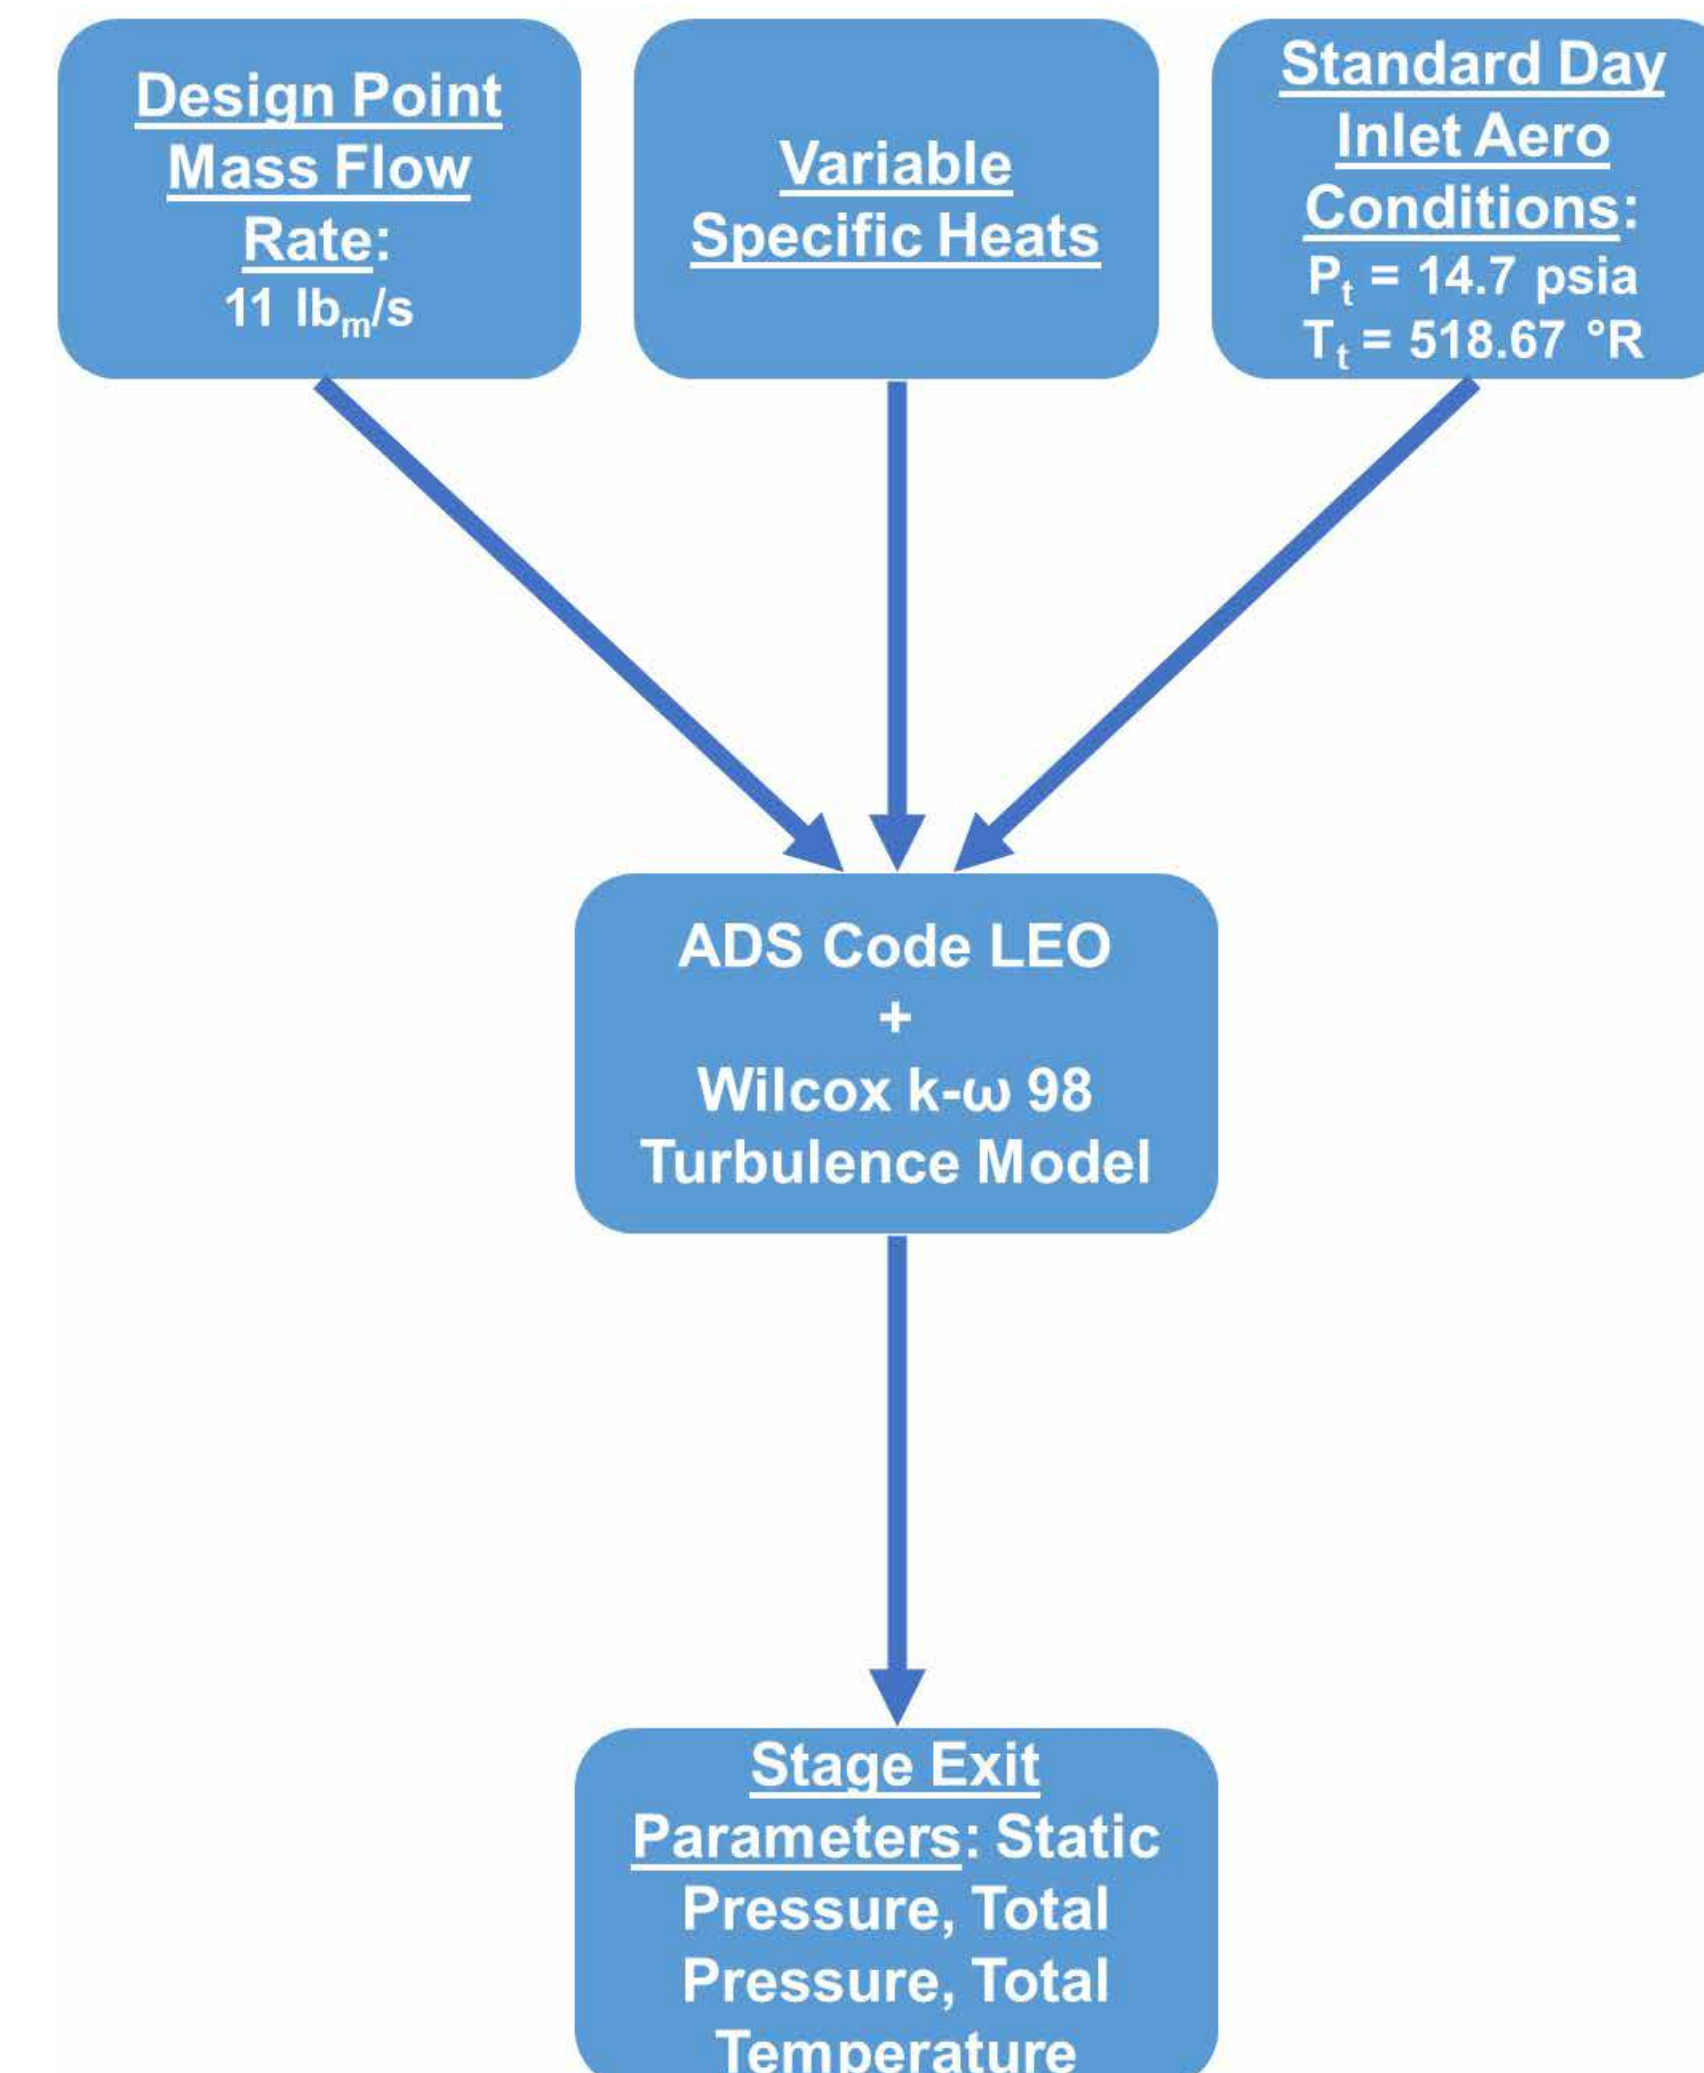 Design Point
Mass Flow
Rate:
11 lbₘ/s
Variable
Specific Heats
Standard Day
Inlet Aero
Conditions:
Pₜ = 14.7 psia
Tₜ = 518.67 °R
ADS Code LEO
+
Wilcox k-ω 98
Turbulence Model
Stage Exit
Parameters: Static
Pressure, Total
Pressure, Total
Temperature